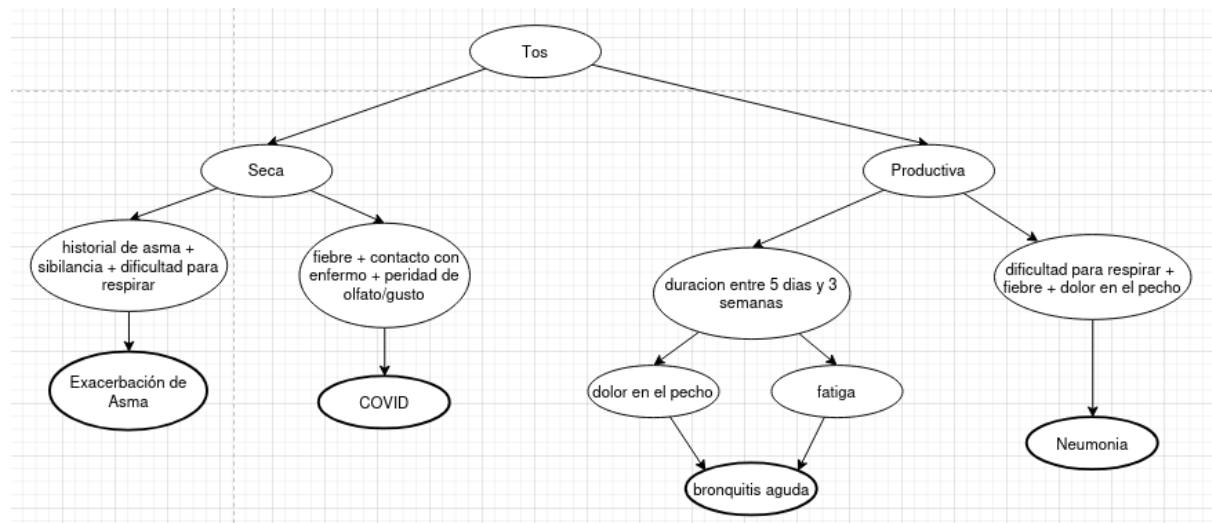 Tos
Seca
Productiva
historial de asma +
sibilancia + dificultad para
respirar
fiebre + contacto con
enfermo + peridad de
olfato/gusto
duracion entre 5 dias y 3
semanas
dificultad para respirar +
fiebre + dolor en el pecho
Exacerbación de
Asma
COVID
dolor en el pecho
fatiga
Neumonia
bronquitis aguda